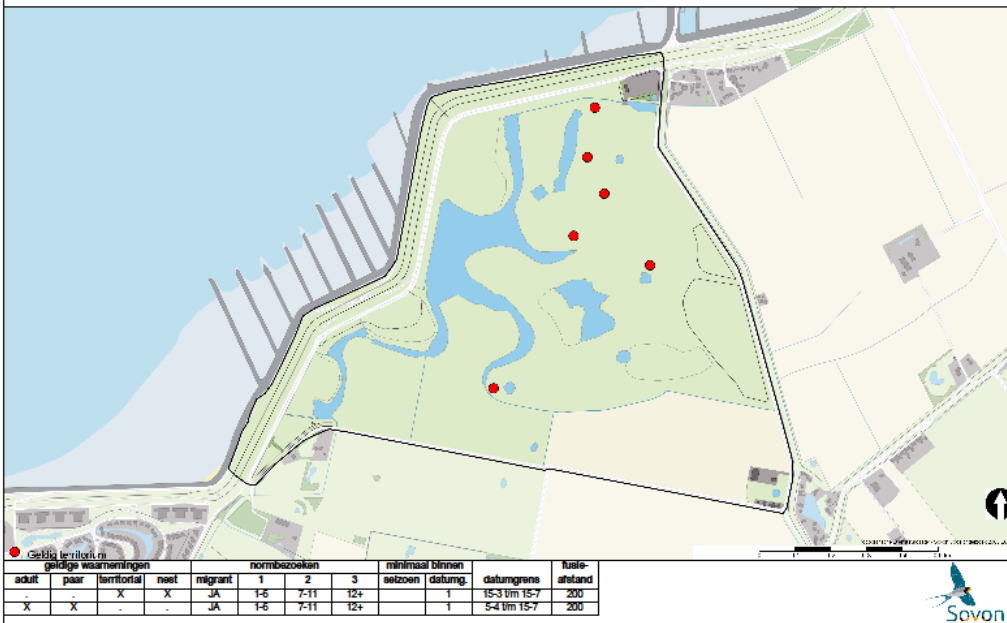 Geldig territorium
geldige waarnemingen normbezoeken minimaal binnen fusie-
adult paar territorial nest migrant 1 2 3 seizoen datumg. datumgrens afstand
. . X X JA 1-6 7-11 12+ 1 15-3 t/m 15-7 200
X X . . JA 1-6 7-11 12+ 1 5-4 t/m 15-7 200
Sovon